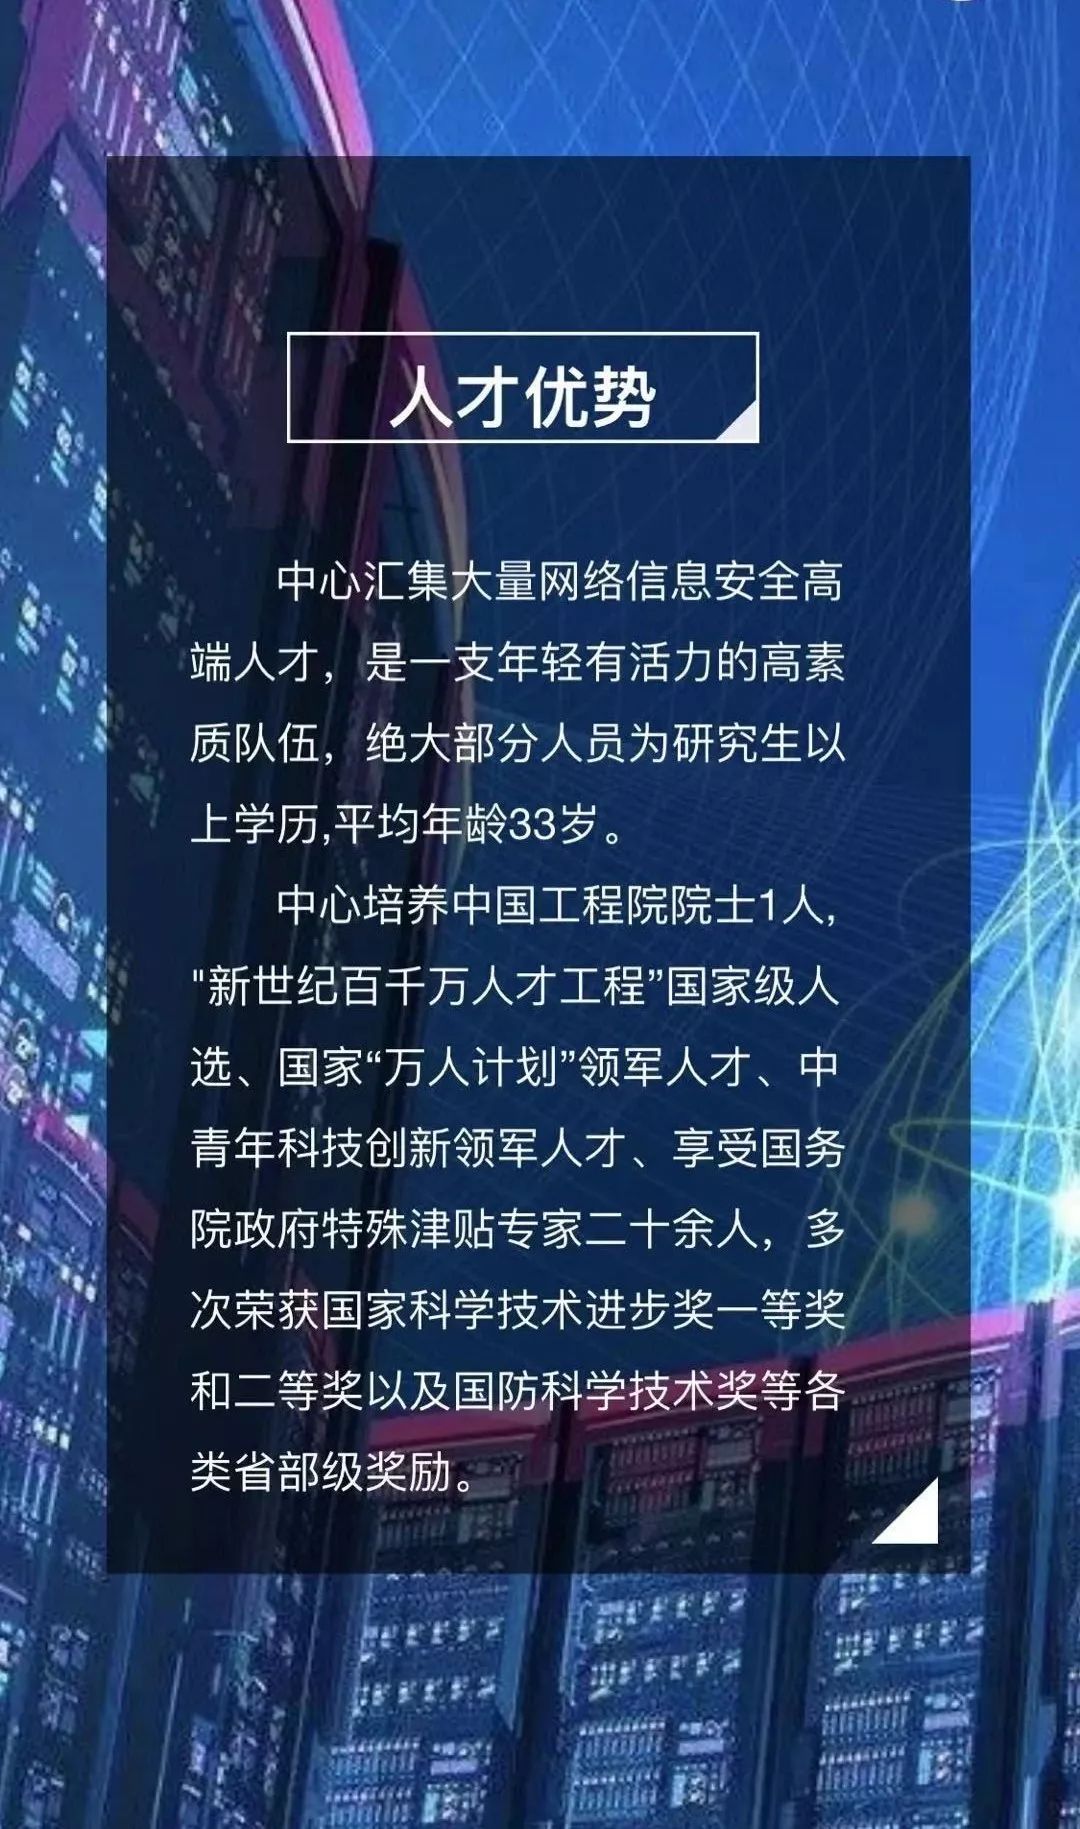 人才优势
中心汇集大量网络信息安全高
端人才，是一支年轻有活力的高素
质队伍，绝大部分人员为研究生以
上学历,平均年龄33岁。
中心培养中国工程院院士1人,
"新世纪百千万人才工程”国家级人
选、国家“万人计划”领军人才、中
青年科技创新领军人才、享受国务
院政府特殊津贴专家二十余人，多
次荣获国家科学技术进步奖一等奖
和二等奖以及国防科学技术奖等各
类省部级奖励。